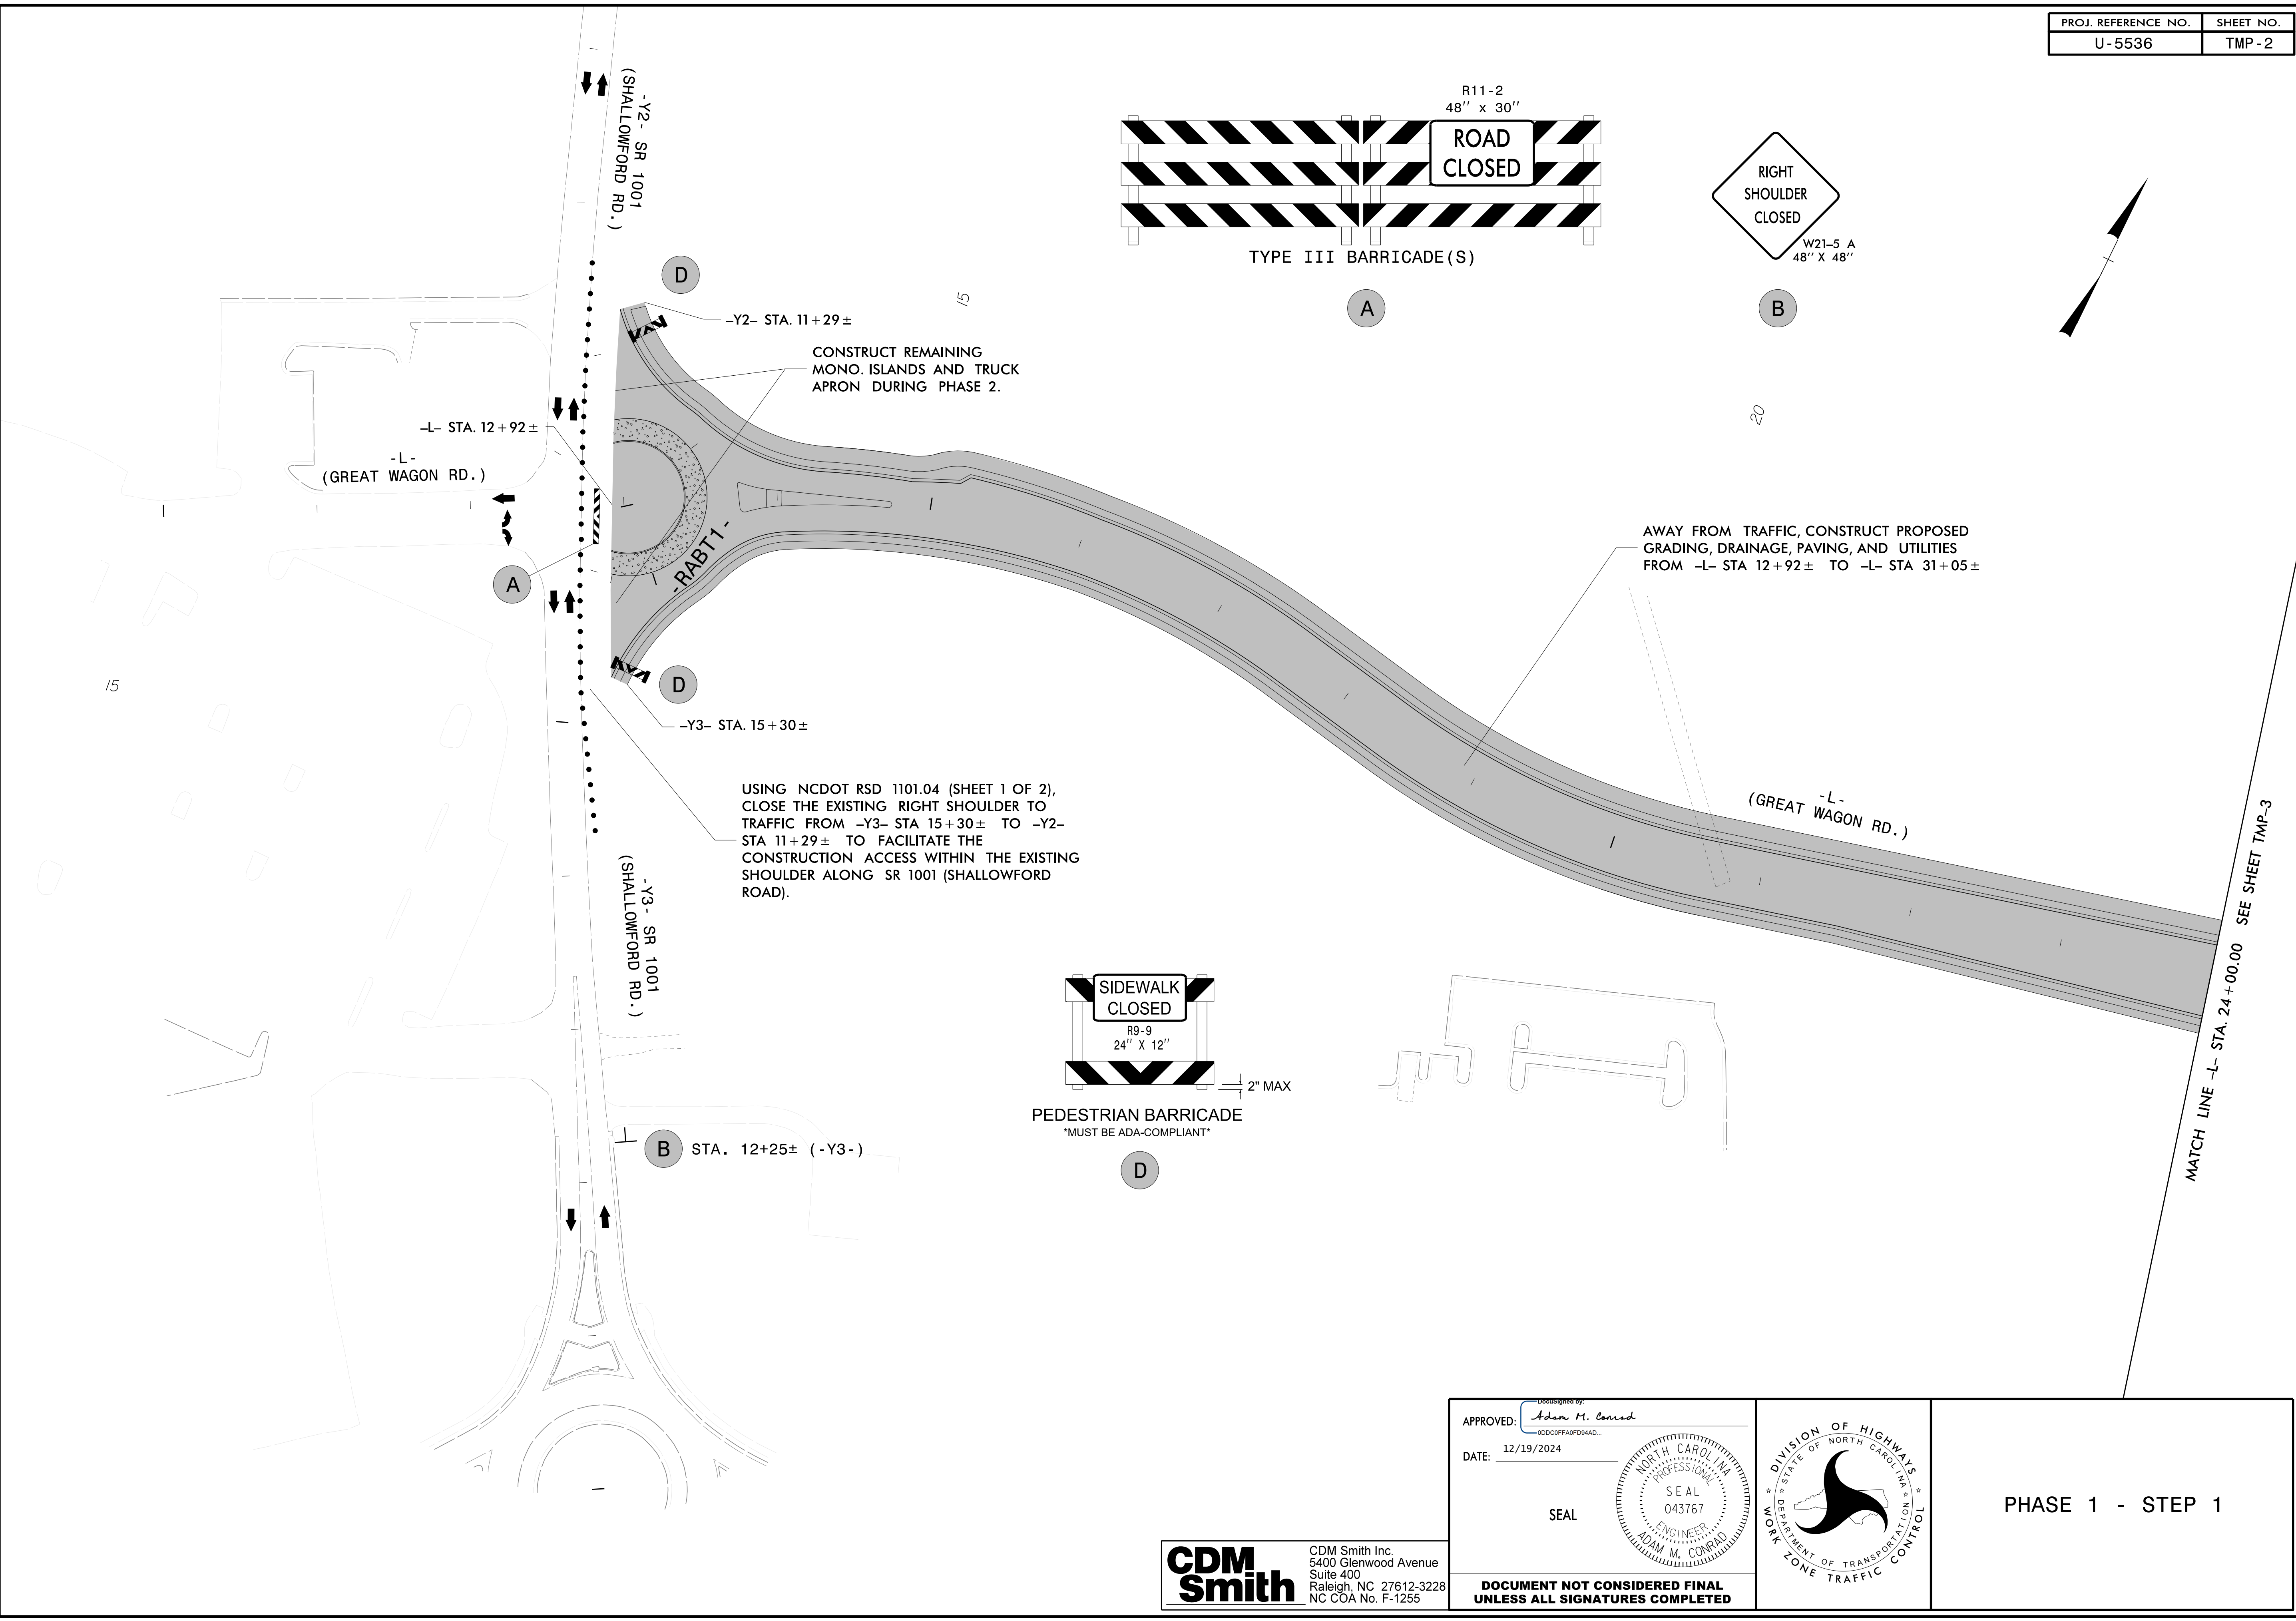 PROJ. REFERENCE NO. SHEET NO.
U-5536 TMP-2
-Y2- SR 1001
(SHALLOWFORD RD.)
R11-2
48'' x 30''
ROAD
CLOSED
TYPE III BARRICADE(S)
A
RIGHT
SHOULDER
CLOSED
W21–5 A
48'' X 48''
B
D
–Y2– STA. 11+29±
15
CONSTRUCT REMAINING
MONO. ISLANDS AND TRUCK
APRON DURING PHASE 2.
20
–L– STA. 12+92±
-L-
(GREAT WAGON RD.)
A
-RABT1-
AWAY FROM TRAFFIC, CONSTRUCT PROPOSED
GRADING, DRAINAGE, PAVING, AND UTILITIES
FROM –L– STA 12+92± TO –L– STA 31+05±
15
D
–Y3– STA. 15+30±
USING NCDOT RSD 1101.04 (SHEET 1 OF 2),
CLOSE THE EXISTING RIGHT SHOULDER TO
TRAFFIC FROM –Y3– STA 15+30± TO –Y2–
STA 11+29± TO FACILITATE THE
CONSTRUCTION ACCESS WITHIN THE EXISTING
SHOULDER ALONG SR 1001 (SHALLOWFORD
ROAD).
-L-
(GREAT WAGON RD.)
-Y3- SR 1001
(SHALLOWFORD RD.)
MATCH LINE –L– STA. 24+00.00 SEE SHEET TMP–3
SIDEWALK
CLOSED
R9-9
24'' X 12''
2" MAX
PEDESTRIAN BARRICADE
*MUST BE ADA-COMPLIANT*
D
B STA. 12+25± (-Y3-)
CDM
Smith
CDM Smith Inc.
5400 Glenwood Avenue
Suite 400
Raleigh, NC 27612-3228
NC COA No. F-1255
DocuSigned by:
APPROVED: Adam M. Conrad
0DDC0FFA0FD94AD...
DATE: 12/19/2024
SEAL
NORTH CAROLINA
PROFESSIONAL
SEAL
043767
ENGINEER
ADAM M. CONRAD
DOCUMENT NOT CONSIDERED FINAL
UNLESS ALL SIGNATURES COMPLETED
DIVISION OF HIGHWAYS
STATE OF NORTH CAROLINA
DEPARTMENT OF TRANSPORTATION
WORK ZONE TRAFFIC CONTROL
PHASE 1 - STEP 1